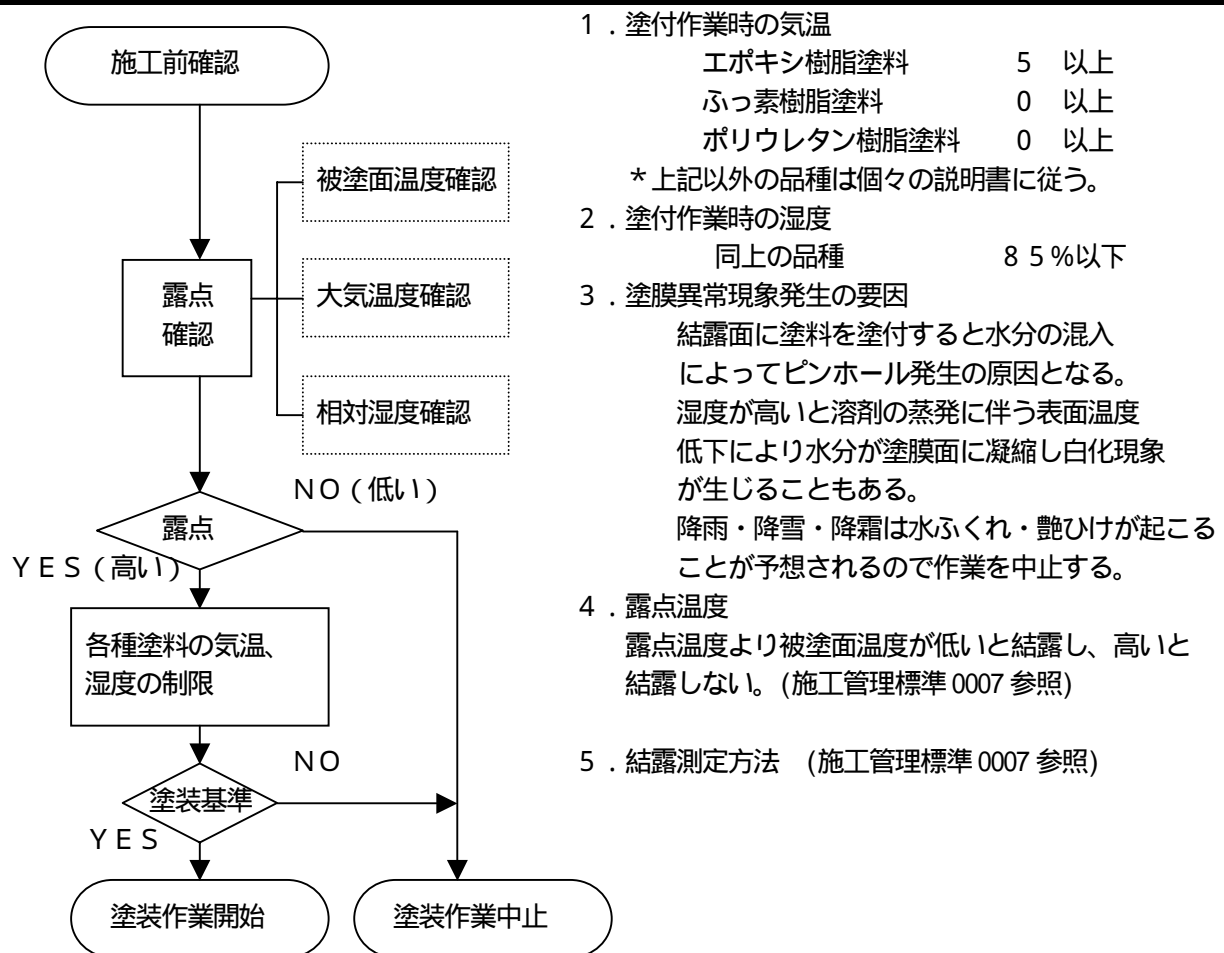 施工前確認
被塗面温度確認
露点
確認
大気温度確認
相対湿度確認
NO(低い)
露点
YES(高い)
各種塗料の気温、
湿度の制限
NO
塗装基準
YES
塗装作業開始
塗装作業中止
1．塗付作業時の気温
エポキシ樹脂塗料 5 以上
ふっ素樹脂塗料 0 以上
ポリウレタン樹脂塗料 0 以上
*上記以外の品種は個々の説明書に従う。
2．塗付作業時の湿度
同上の品種 85%以下
3．塗膜異常現象発生の要因
結露面に塗料を塗付すると水分の混入
によってピンホール発生の原因となる。
湿度が高いと溶剤の蒸発に伴う表面温度
低下により水分が塗膜面に凝縮し白化現象
が生じることもある。
降雨・降雪・降霜は水ふくれ・艶ひけが起こる
ことが予想されるので作業を中止する。
4．露点温度
露点温度より被塗面温度が低いと結露し、高いと
結露しない。(施工管理標準0007参照)
5．結露測定方法 (施工管理標準0007参照)